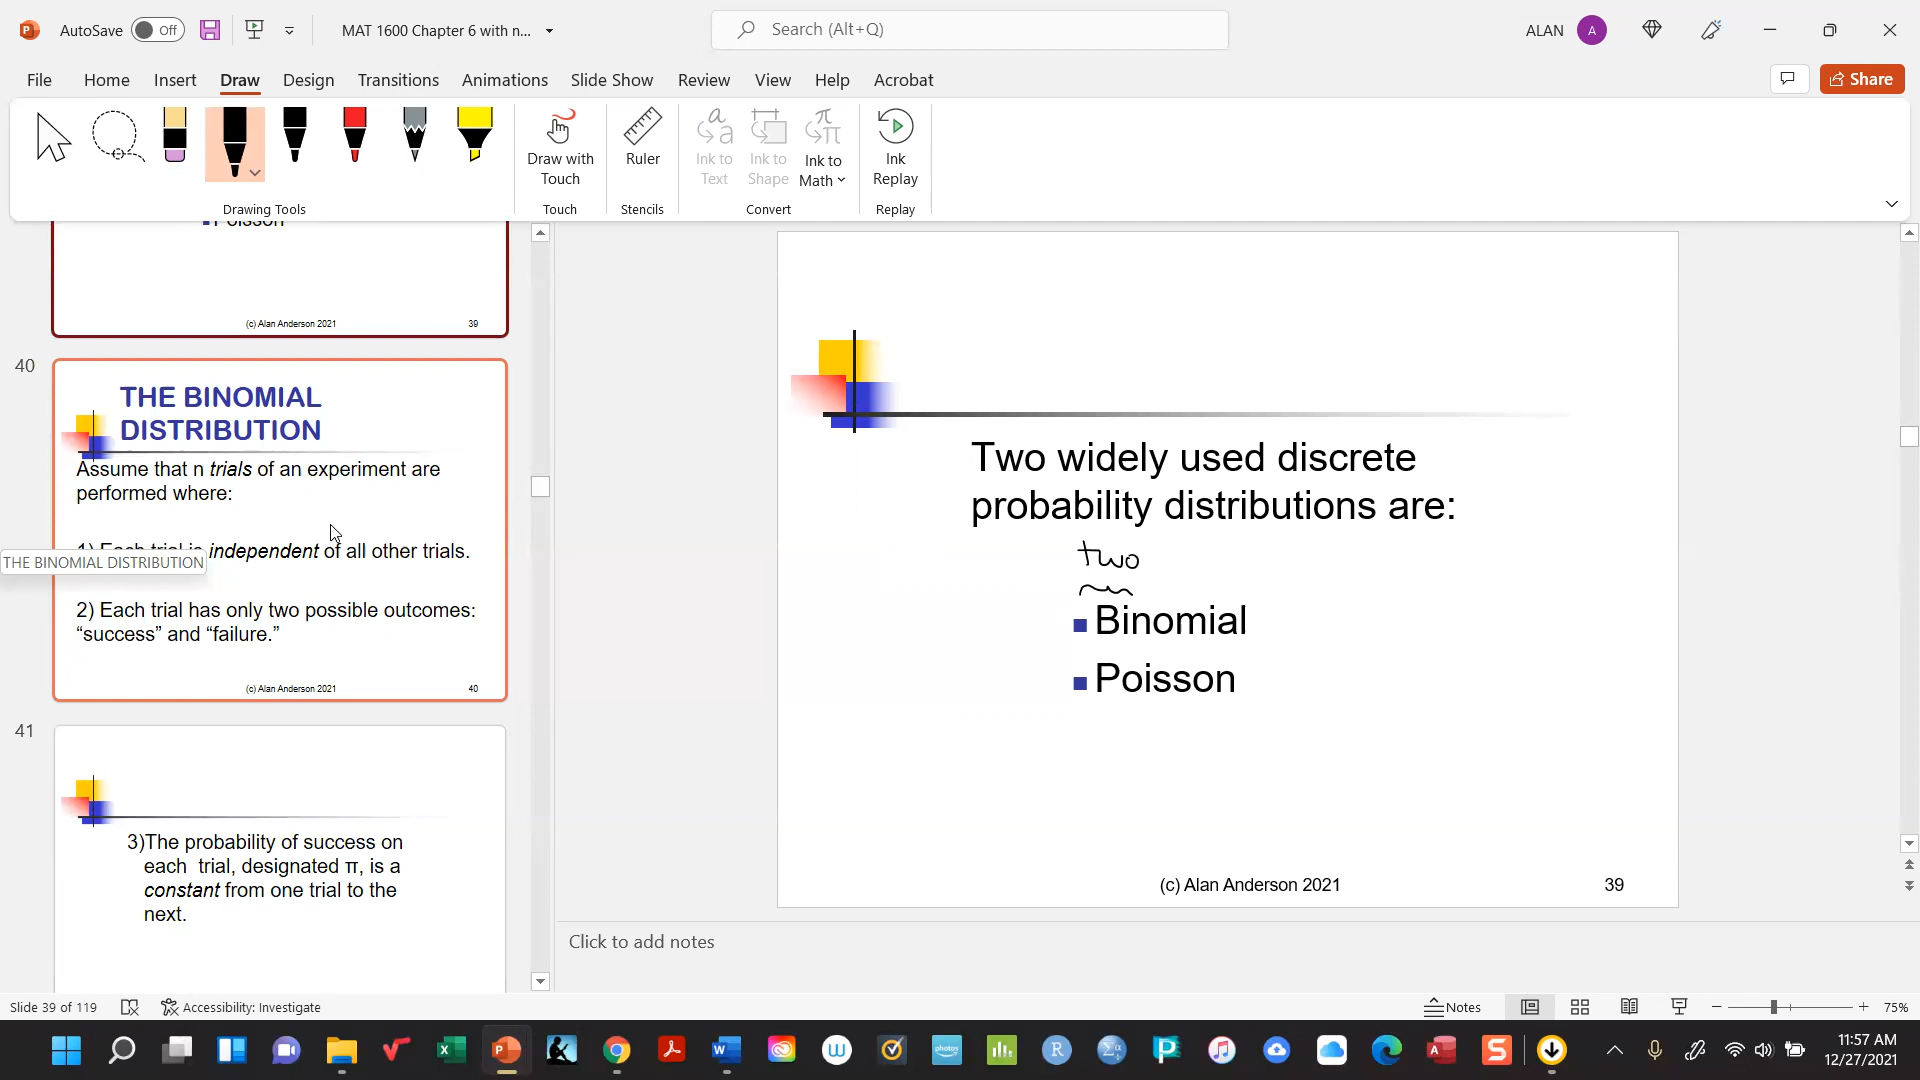 AutoSave Off
MAT 1600 Chapter 6 with n...
Search (Alt+Q)
ALAN A
File Home Insert Draw Design Transitions Animations Slide Show Review View Help Acrobat
Share
Draw with
Touch
Ruler
Ink to
Text
Ink to
Shape
Ink to
Math
Ink
Replay
Drawing Tools
Touch
Stencils
Convert
Replay
Poisson
(c) Alan Anderson 2021 39
40
THE BINOMIAL
DISTRIBUTION
Assume that n trials of an experiment are
performed where:
1) Each trial is independent of all other trials.
THE BINOMIAL DISTRIBUTION
2) Each trial has only two possible outcomes:
“success” and “failure.”
(c) Alan Anderson 2021 40
41
3)The probability of success on
each trial, designated π, is a
constant from one trial to the
next.
Two widely used discrete
probability distributions are:
two
Binomial
Poisson
(c) Alan Anderson 2021 39
Click to add notes
Slide 39 of 119
Accessibility: Investigate
Notes
75%
11:57 AM
12/27/2021